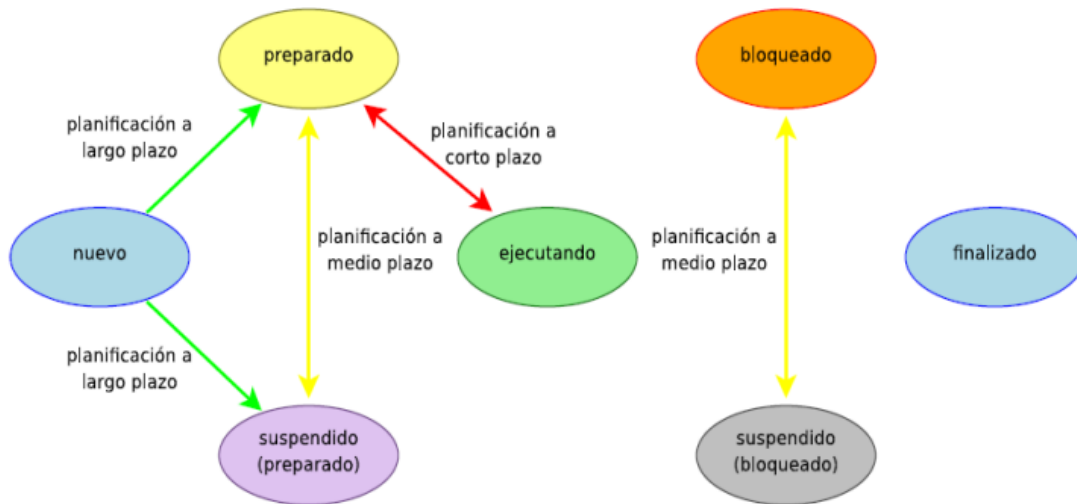 preparado
bloqueado
planificación a
largo plazo
planificación a
corto plazo
nuevo
planificación a
medio plazo
ejecutando
planificación a
medio plazo
finalizado
planificación a
largo plazo
suspendido
(preparado)
suspendido
(bloqueado)